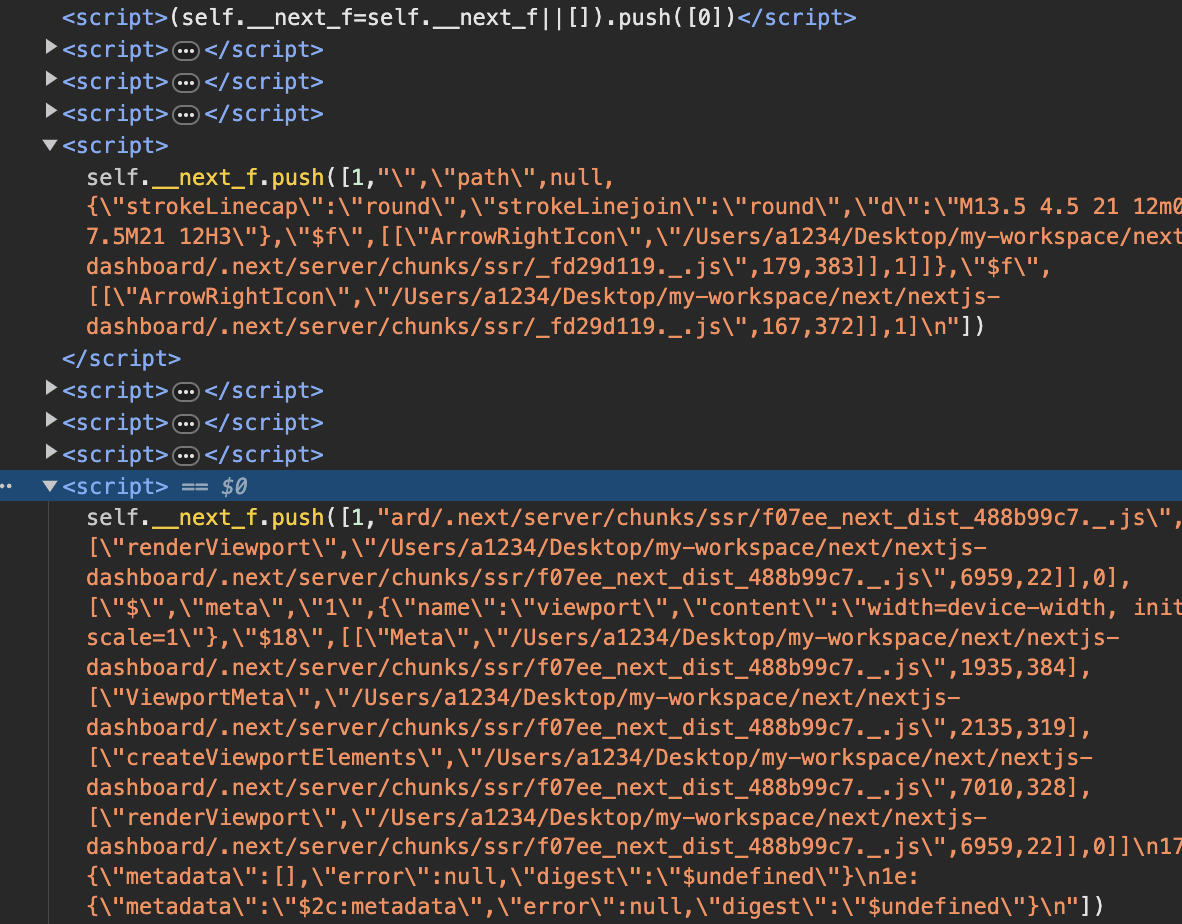 <script>(self.__next_f=self.__next_f||[]).push([0])</script>
<script>…</script>
<script>…</script>
<script>…</script>
<script>
self.__next_f.push([1,"\",\"path\",null,
{\"strokeLinecap\":\"round\",\"strokeLinejoin\":\"round\",\"d\":\"M13.5 4.5 21 12m0
7.5M21 12H3\"},\"$f\",[[\"ArrowRightIcon\",\"/Users/a1234/Desktop/my-workspace/next
dashboard/.next/server/chunks/ssr/_fd29d119._.js\",179,383]],1]]},\"$f\",
[[\"ArrowRightIcon\",\"/Users/a1234/Desktop/my-workspace/next/nextjs-
dashboard/.next/server/chunks/ssr/_fd29d119._.js\",167,372]],1]\n"])
</script>
<script>…</script>
<script>…</script>
<script>…</script>
<script> == $0
self.__next_f.push([1,"ard/.next/server/chunks/ssr/f07ee_next_dist_488b99c7._.js\",
[\"renderViewport\",\"/Users/a1234/Desktop/my-workspace/next/nextjs-
dashboard/.next/server/chunks/ssr/f07ee_next_dist_488b99c7._.js\",6959,22]],0],
[\"$\",\"meta\",\"1\",{\"name\":\"viewport\",\"content\":\"width=device-width, init
scale=1\"},\"$18\",[[\"Meta\",\"/Users/a1234/Desktop/my-workspace/next/nextjs-
dashboard/.next/server/chunks/ssr/f07ee_next_dist_488b99c7._.js\",1935,384],
[\"ViewportMeta\",\"/Users/a1234/Desktop/my-workspace/next/nextjs-
dashboard/.next/server/chunks/ssr/f07ee_next_dist_488b99c7._.js\",2135,319],
[\"createViewportElements\",\"/Users/a1234/Desktop/my-workspace/next/nextjs-
dashboard/.next/server/chunks/ssr/f07ee_next_dist_488b99c7._.js\",7010,328],
[\"renderViewport\",\"/Users/a1234/Desktop/my-workspace/next/nextjs-
dashboard/.next/server/chunks/ssr/f07ee_next_dist_488b99c7._.js\",6959,22]],0]]\n17
{\"metadata\":[],\"error\":null,\"digest\":\"$undefined\"}\n1e:
{\"metadata\":\"$2c:metadata\",\"error\":null,\"digest\":\"$undefined\"}\n"])